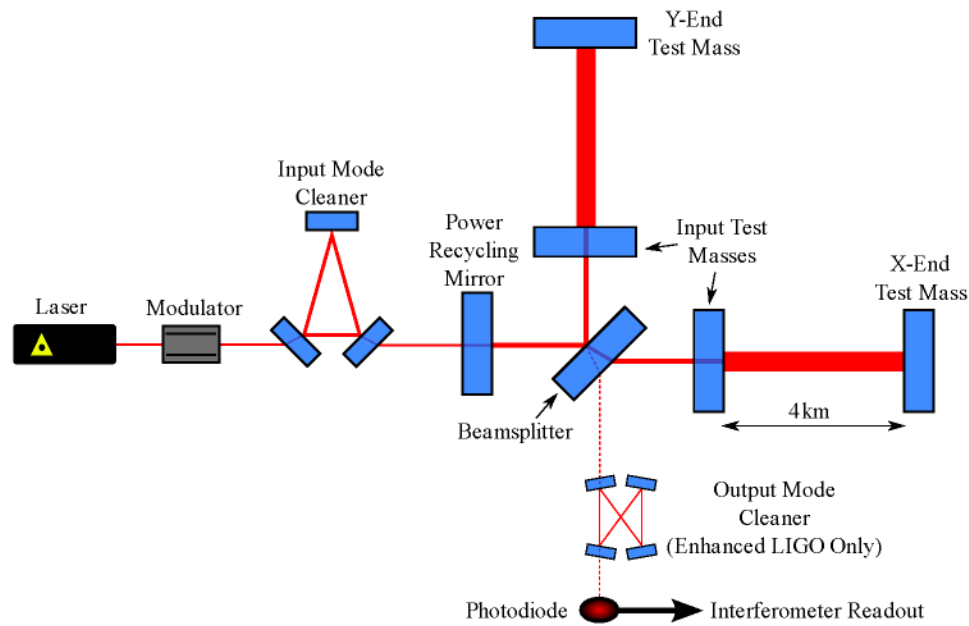 Y-End
Test Mass
Input Mode
Cleaner
Power
Recycling
Mirror
Input Test
Masses
X-End
Test Mass
Laser
Modulator
4km
Beamsplitter
Output Mode
Cleaner
(Enhanced LIGO Only)
Photodiode
Interferometer Readout